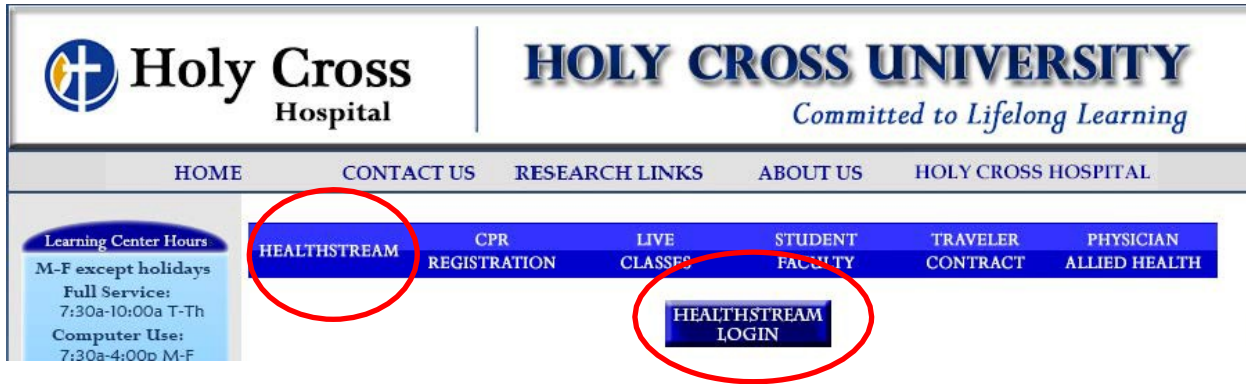 Holy Cross
Hospital
HOLY CROSS UNIVERSITY
Committed to Lifelong Learning
HOME CONTACT US RESEARCH LINKS ABOUT US HOLY CROSS HOSPITAL
Learning Center Hours
M-F except holidays
Full Service:
7:30a-10:00a T-Th
Computer Use:
7:30a-4:00p M-F
HEALTHSTREAM
CPR
REGISTRATION
LIVE
CLASSES
STUDENT
FACULTY
TRAVELER
CONTRACT
PHYSICIAN
ALLIED HEALTH
HEALTHSTREAM
LOGIN